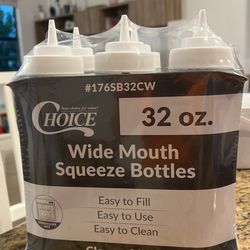 #176SB32CW
Your choice for value!
CHOICE
32 oz.
Wide Mouth
Squeeze Bottles
Easy to Fill
Easy to Use
Easy to Clean